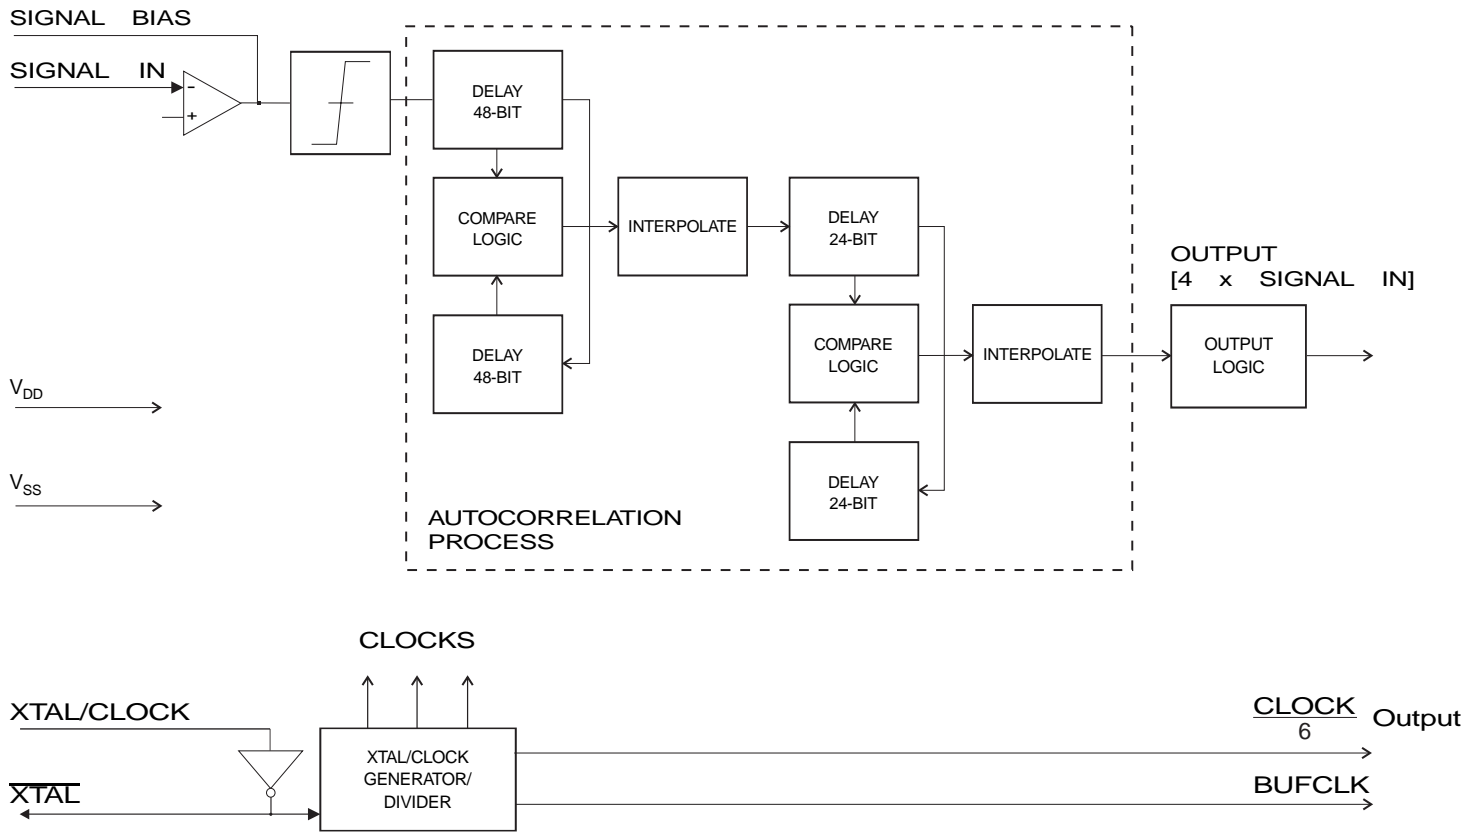 SIGNAL BIAS
SIGNAL IN
-
+
DELAY
48-BIT
COMPARE
LOGIC
DELAY
48-BIT
INTERPOLATE
DELAY
24-BIT
COMPARE
LOGIC
DELAY
24-BIT
INTERPOLATE
OUTPUT
[4 x SIGNAL IN]
OUTPUT
LOGIC
VDD
VSS
AUTOCORRELATION
PROCESS
CLOCKS
XTAL/CLOCK
XTAL
XTAL/CLOCK
GENERATOR/
DIVIDER
CLOCK
6
Output
BUFCLK